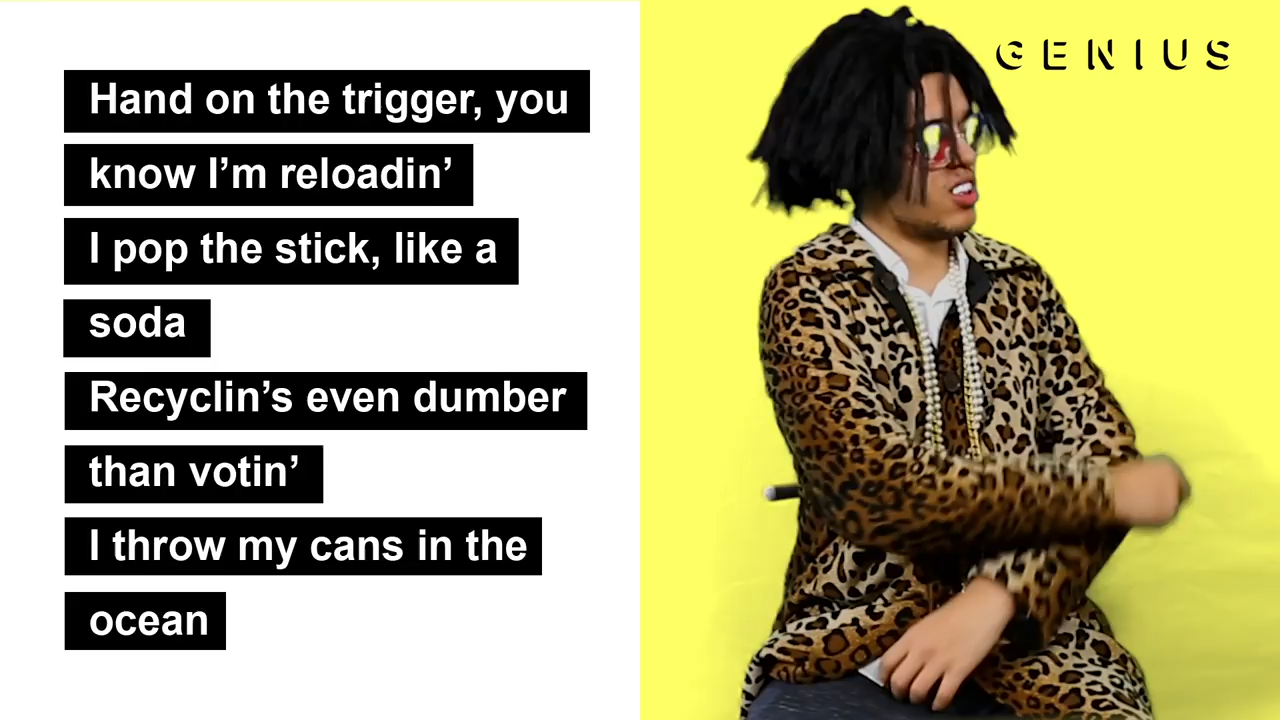 Hand on the trigger, you
know I’m reloadin’
I pop the stick, like a
soda
Recyclin’s even dumber
than votin’
I throw my cans in the
ocean
GENIUS